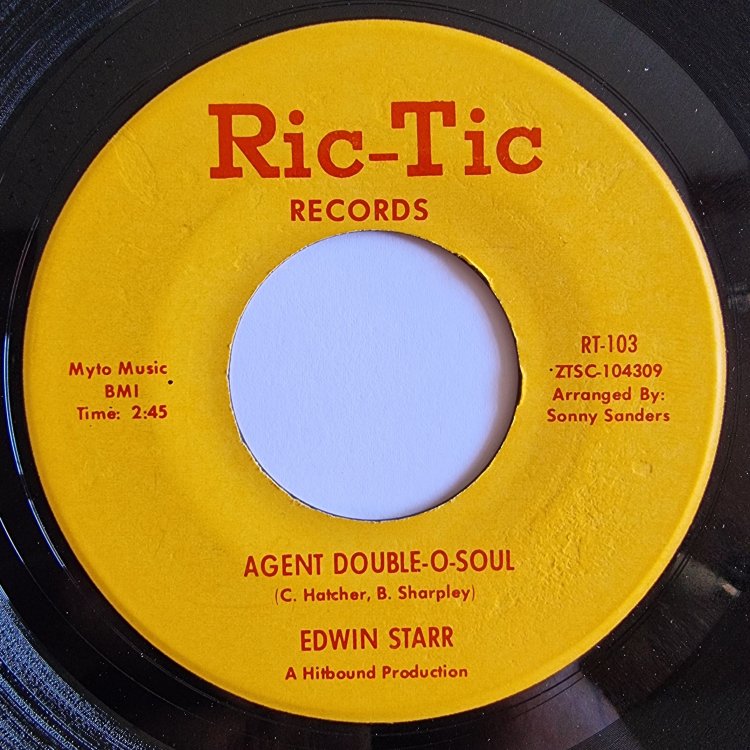 Ric-Tic
RECORDS
Myto Music
BMI
Time: 2:45
RT-103
ZTSC-104309
Arranged By:
Sonny Sanders
AGENT DOUBLE-O-SOUL
(C. Hatcher, B. Sharpley)
EDWIN STARR
A Hitbound Production